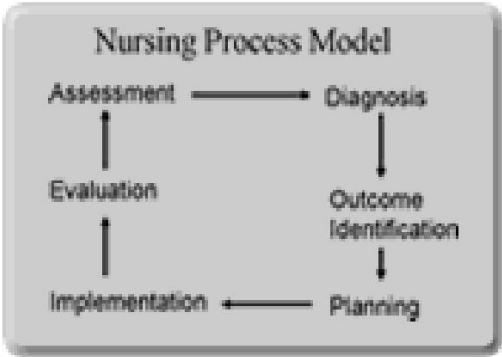 Nursing Process Model
Assessment
Diagnosis
Outcome
Identification
Planning
Implementation
Evaluation